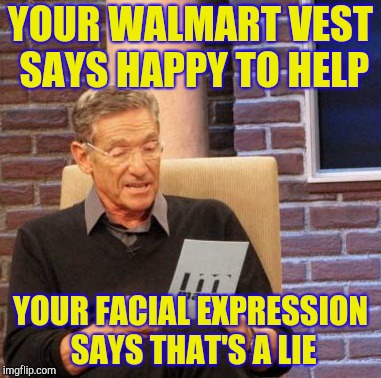 YOUR WALMART VEST
SAYS HAPPY TO HELP
YOUR FACIAL EXPRESSION
SAYS THAT'S A LIE
imgflip.com